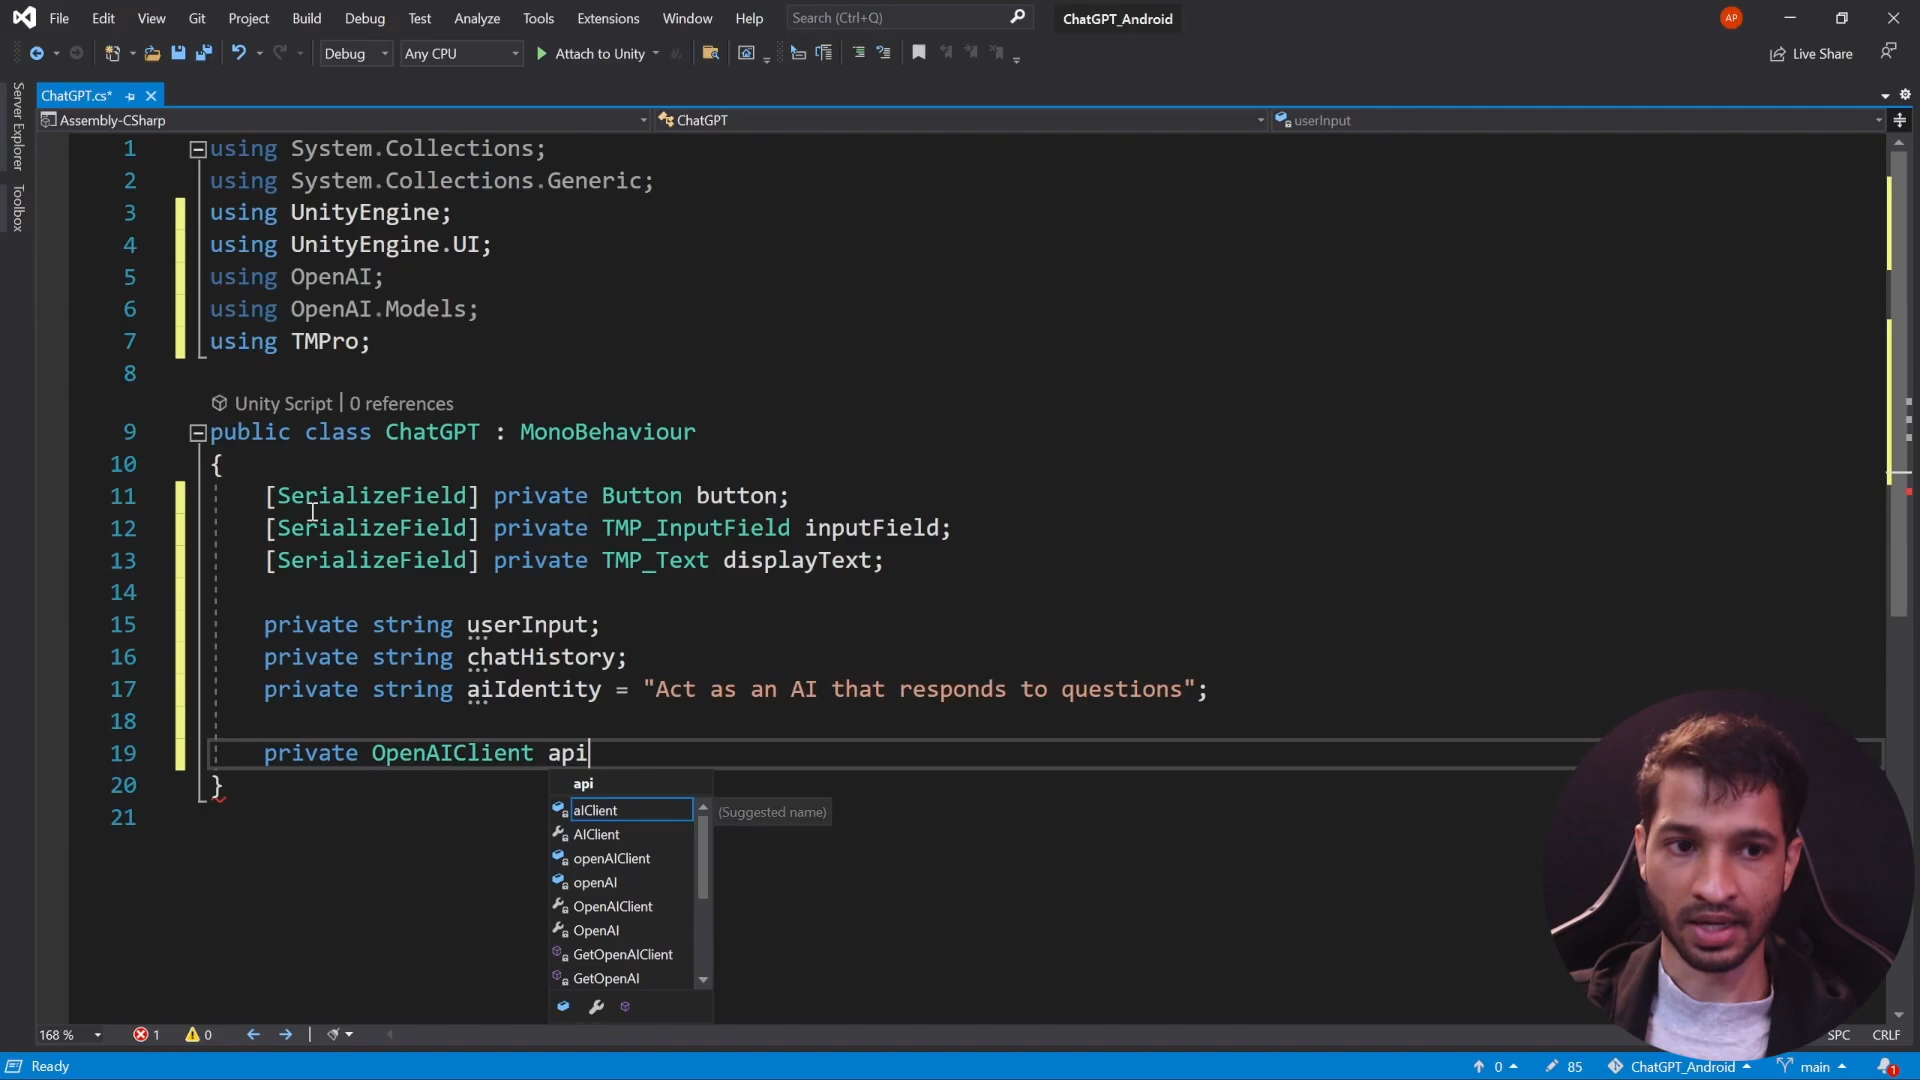 File Edit View Git Project Build Debug Test Analyze Tools Extensions Window Help Search (Ctrl+Q) ChatGPT_Android AP
Debug Any CPU Attach to Unity Live Share
ChatGPT.cs*
Assembly-CSharp ChatGPT userInput
Server Explorer
Toolbox
1 using System.Collections;
2 using System.Collections.Generic;
3 using UnityEngine;
4 using UnityEngine.UI;
5 using OpenAI;
6 using OpenAI.Models;
7 using TMPro;
8
Unity Script | 0 references
9 public class ChatGPT : MonoBehaviour
10 {
11 [SerializeField] private Button button;
12 [SerializeField] private TMP_InputField inputField;
13 [SerializeField] private TMP_Text displayText;
14
15 private string userInput;
16 private string chatHistory;
17 private string aiIdentity = "Act as an AI that responds to questions";
18
19 private OpenAIClient api
20 }
21
api
aIClient (Suggested name)
AIClient
openAIClient
openAI
OpenAIClient
OpenAI
GetOpenAIClient
GetOpenAI
168 % 1 0 SPC CRLF
Ready 0 85 ChatGPT_Android main 1